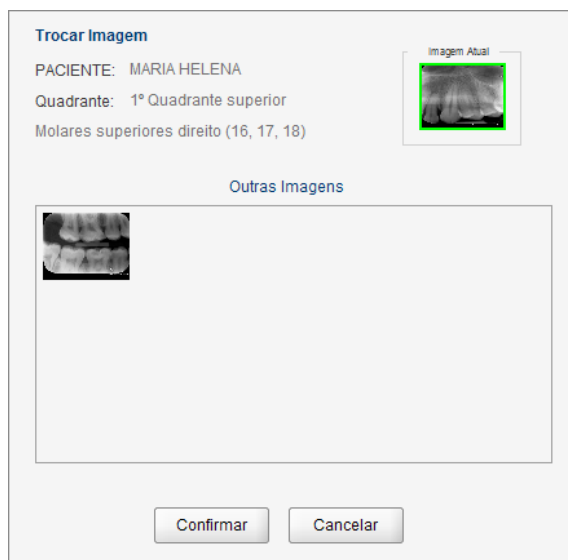 Trocar Imagem
Imagem Atual
PACIENTE: MARIA HELENA
Quadrante: 1º Quadrante superior
Molares superiores direito (16, 17, 18)
Outras Imagens
Confirmar
Cancelar